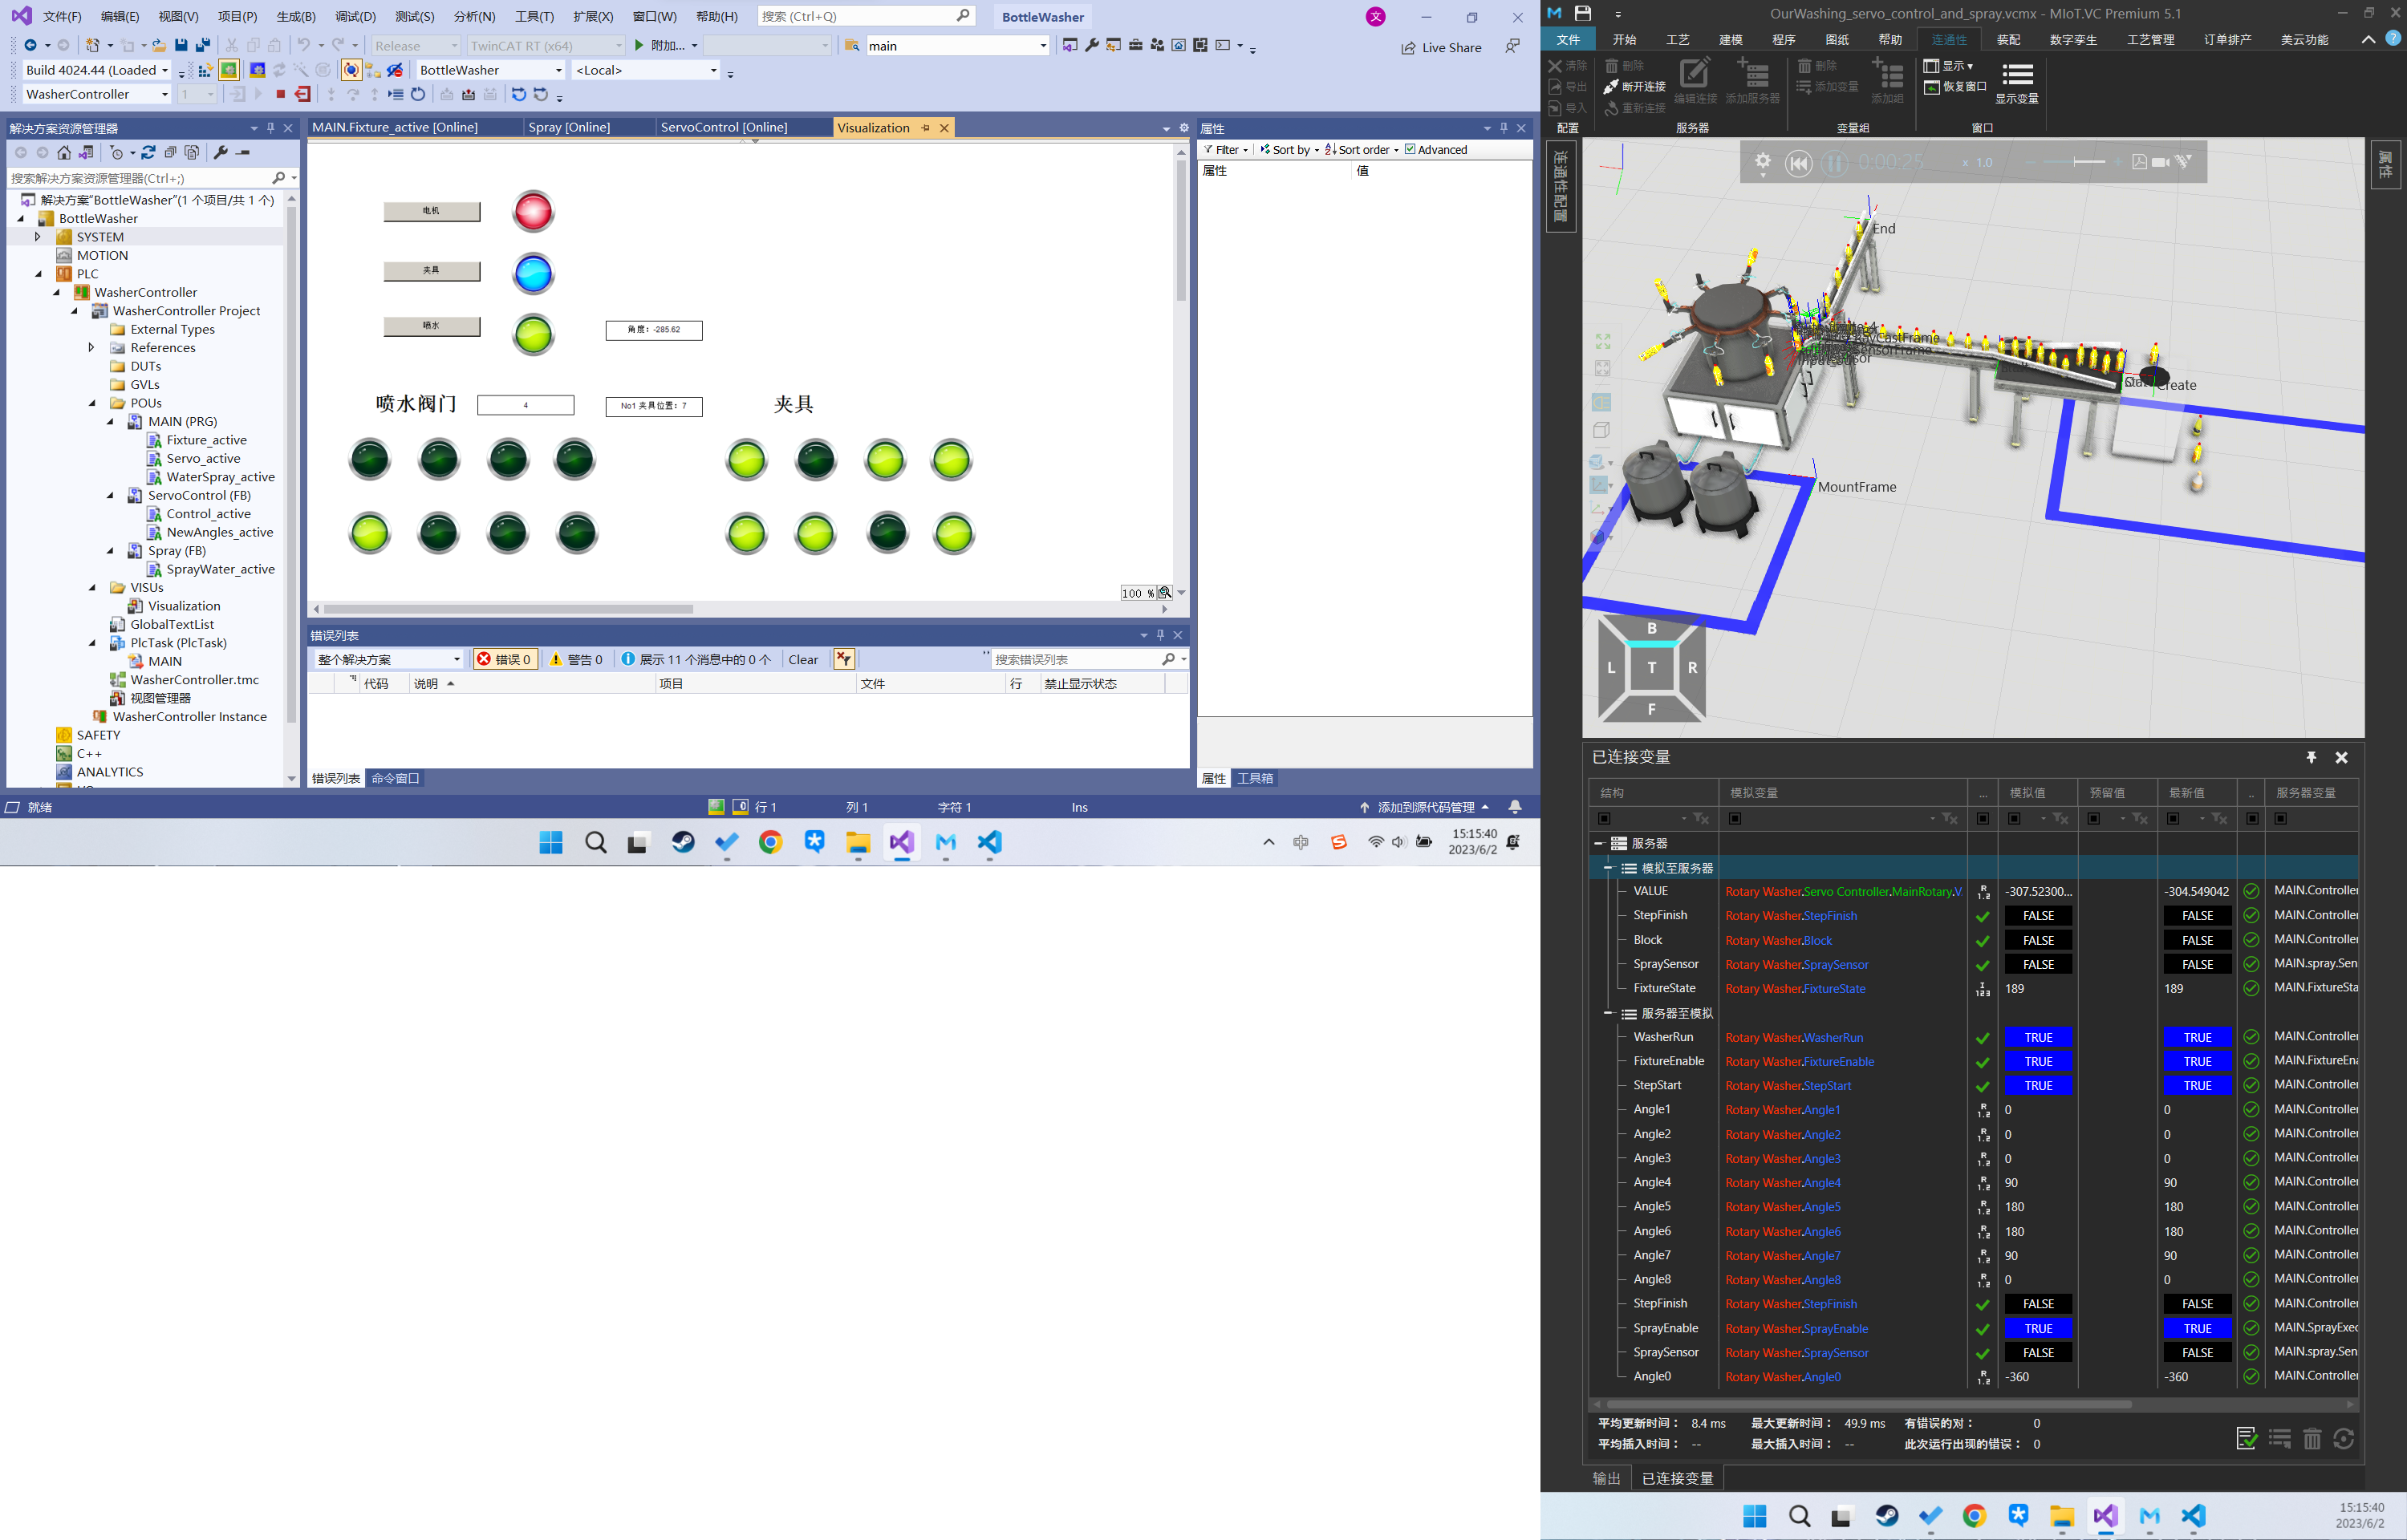 文件(F) 编辑(E) 视图(V) 项目(P) 生成(B) 调试(D) 测试(S) 分析(N) 工具(T) 扩展(X) 窗口(W) 帮助(H) 搜索 (Ctrl+Q) BottleWasher 文
Release TwinCAT RT (x64) 附加... main Live Share
Build 4024.44 (Loaded BottleWasher <Local>
WasherController 1
解决方案资源管理器
搜索解决方案资源管理器(Ctrl+;)
解决方案"BottleWasher"(1 个项目/共 1 个)
BottleWasher
SYSTEM
MOTION
PLC
WasherController
WasherController Project
External Types
References
DUTs
GVLs
POUs
MAIN (PRG)
Fixture_active
Servo_active
WaterSpray_active
ServoControl (FB)
Control_active
NewAngles_active
Spray (FB)
SprayWater_active
VISUs
Visualization
GlobalTextList
PlcTask (PlcTask)
MAIN
WasherController.tmc
视图管理器
WasherController Instance
SAFETY
C++
ANALYTICS
MAIN.Fixture_active [Online] Spray [Online] ServoControl [Online] Visualization
电机
夹具
喷水 角度：-285.62
喷水阀门 4 No1 夹具位置：7 夹具
100 %
错误列表
整个解决方案 错误 0 警告 0 展示 11 个消息中的 0 个 Clear 搜索错误列表
代码 说明 项目 文件 行 禁止显示状态
错误列表 命令窗口
属性
Filter Sort by Sort order Advanced
属性 值
属性 工具箱
就绪 行 1 列 1 字符 1 Ins 添加到源代码管理
中 15:15:40
2023/6/2
OurWashing_servo_control_and_spray.vcmx - MIoT.VC Premium 5.1
文件 开始 工艺 建模 程序 图纸 帮助 连通性 装配 数字孪生 工艺管理 订单排产 美云功能
清除 删除 删除 显示
导出 断开连接 编辑连接 添加服务器 添加变量 添加组 恢复窗口 显示变量
导入 重新连接
配置 服务器 变量组 窗口
连通性配置
属性
0:00:25 x 1.0
End
Create
MountFrame
B
L T R
F
已连接变量
结构 模拟变量 ... 模拟值 预留值 最新值 .. 服务器变量
服务器
模拟至服务器
VALUE Rotary Washer.Servo Controller.MainRotary.V -307.52300... -304.549042 MAIN.Controller
StepFinish Rotary Washer.StepFinish FALSE FALSE MAIN.Controller
Block Rotary Washer.Block FALSE FALSE MAIN.Controller
SpraySensor Rotary Washer.SpraySensor FALSE FALSE MAIN.spray.Sen
FixtureState Rotary Washer.FixtureState 189 189 MAIN.FixtureSta
服务器至模拟
WasherRun Rotary Washer.WasherRun TRUE TRUE MAIN.Controller
FixtureEnable Rotary Washer.FixtureEnable TRUE TRUE MAIN.FixtureEna
StepStart Rotary Washer.StepStart TRUE TRUE MAIN.Controller
Angle1 Rotary Washer.Angle1 0 0 MAIN.Controller
Angle2 Rotary Washer.Angle2 0 0 MAIN.Controller
Angle3 Rotary Washer.Angle3 0 0 MAIN.Controller
Angle4 Rotary Washer.Angle4 90 90 MAIN.Controller
Angle5 Rotary Washer.Angle5 180 180 MAIN.Controller
Angle6 Rotary Washer.Angle6 180 180 MAIN.Controller
Angle7 Rotary Washer.Angle7 90 90 MAIN.Controller
Angle8 Rotary Washer.Angle8 0 0 MAIN.Controller
StepFinish Rotary Washer.StepFinish FALSE FALSE MAIN.Controller
SprayEnable Rotary Washer.SprayEnable TRUE TRUE MAIN.SprayExec
SpraySensor Rotary Washer.SpraySensor FALSE FALSE MAIN.spray.Sen
Angle0 Rotary Washer.Angle0 -360 -360 MAIN.Controller
平均更新时间： 8.4 ms 最大更新时间： 49.9 ms 有错误的对： 0
平均插入时间： -- 最大插入时间： -- 此次运行出现的错误： 0
输出 已连接变量
15:15:40
2023/6/2